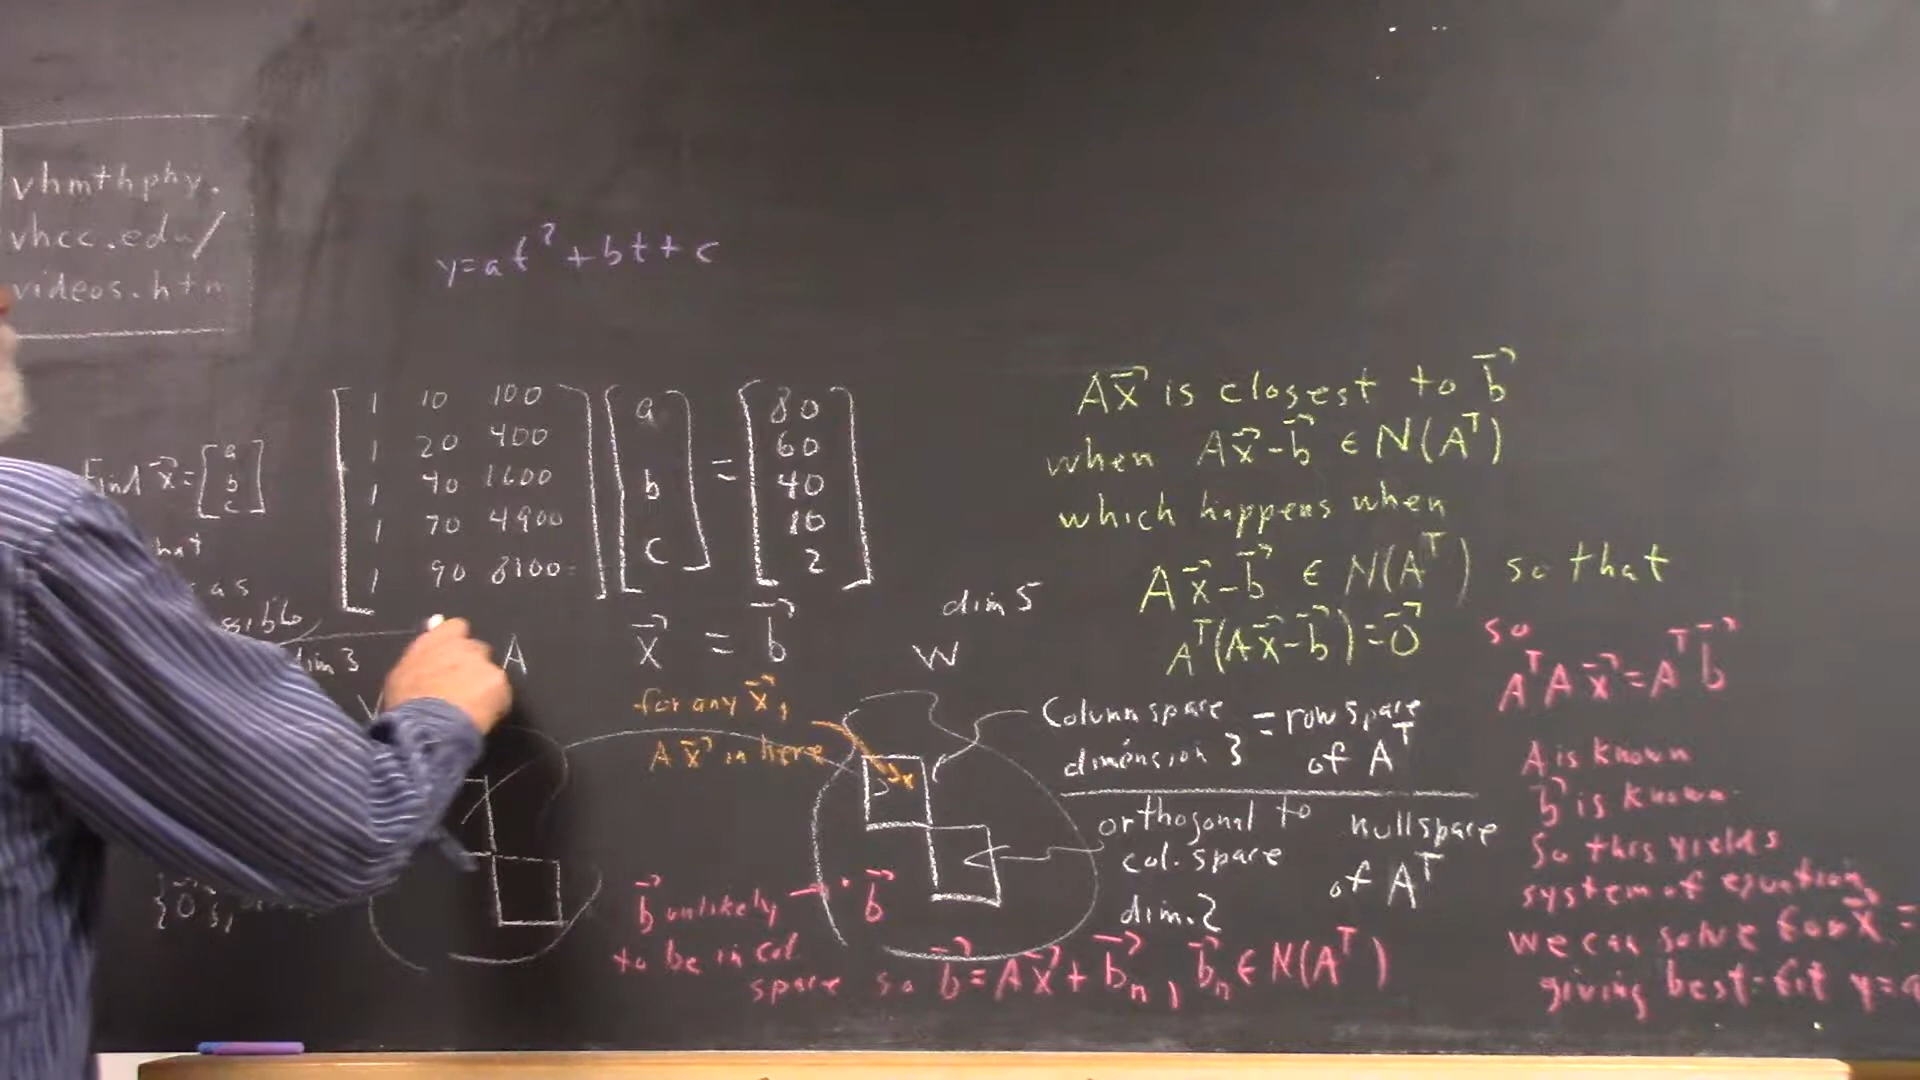 vhmthphy.
vhcc.edu/
videos.htm
y=at²+bt+c
Find x⃗ = [a b c]
hat
as
ssible
dim 3
[1 10 100
1 20 400
1 40 1600
1 70 4900
1 90 8100]
[a
b
c]
=
[80
60
40
10
2]
A x⃗ = b⃗
dim 5
W
V
for any x⃗,
A x⃗ in here
{0⃗},
b⃗ unlikely → · b⃗
to be in col.
space so b⃗ = Ax⃗ + b⃗ₙ, b⃗ₙ ∈ N(Aᵀ)
Column space = row space
dimension 3 of Aᵀ
orthogonal to nullspace
col. space of Aᵀ
dim. 2
Ax⃗ is closest to b⃗
when Ax⃗-b⃗ ∈ N(Aᵀ)
which happens when
Ax⃗-b⃗ ∈ N(Aᵀ) so that
Aᵀ(Ax⃗-b⃗)=0⃗
so
AᵀAx⃗=Aᵀb⃗
A is known
b⃗ is known.
So this yields
system of equation
we can solve for x⃗ =
giving best-fit y=a